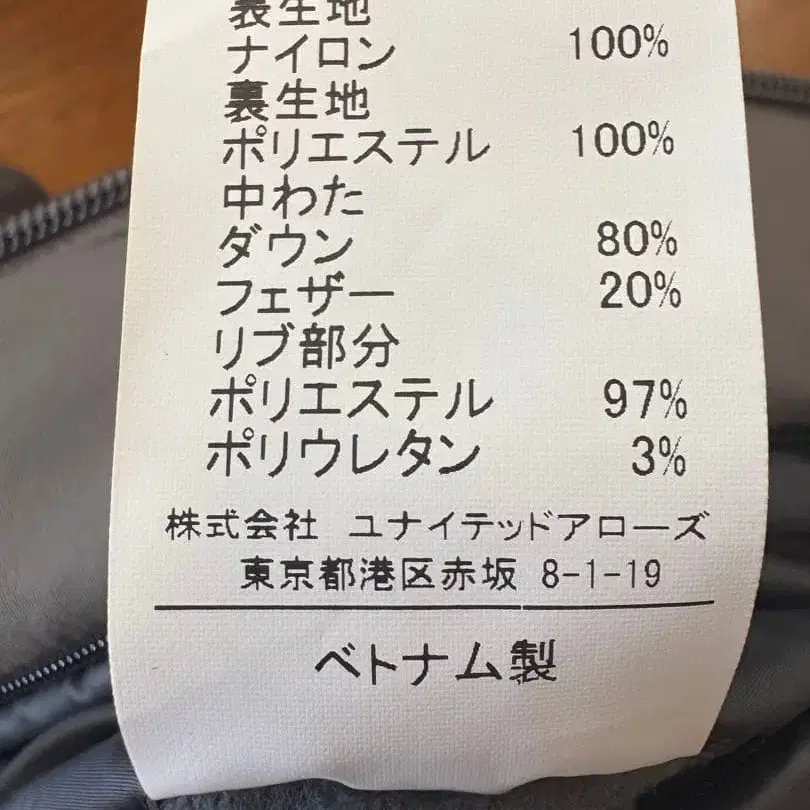 表生地
ナイロン 100%
裏生地
ポリエステル 100%
中わた
ダウン 80%
フェザー 20%
リブ部分
ポリエステル 97%
ポリウレタン 3%
株式会社 ユナイテッドアローズ
東京都港区赤坂 8-1-19
ベトナム製